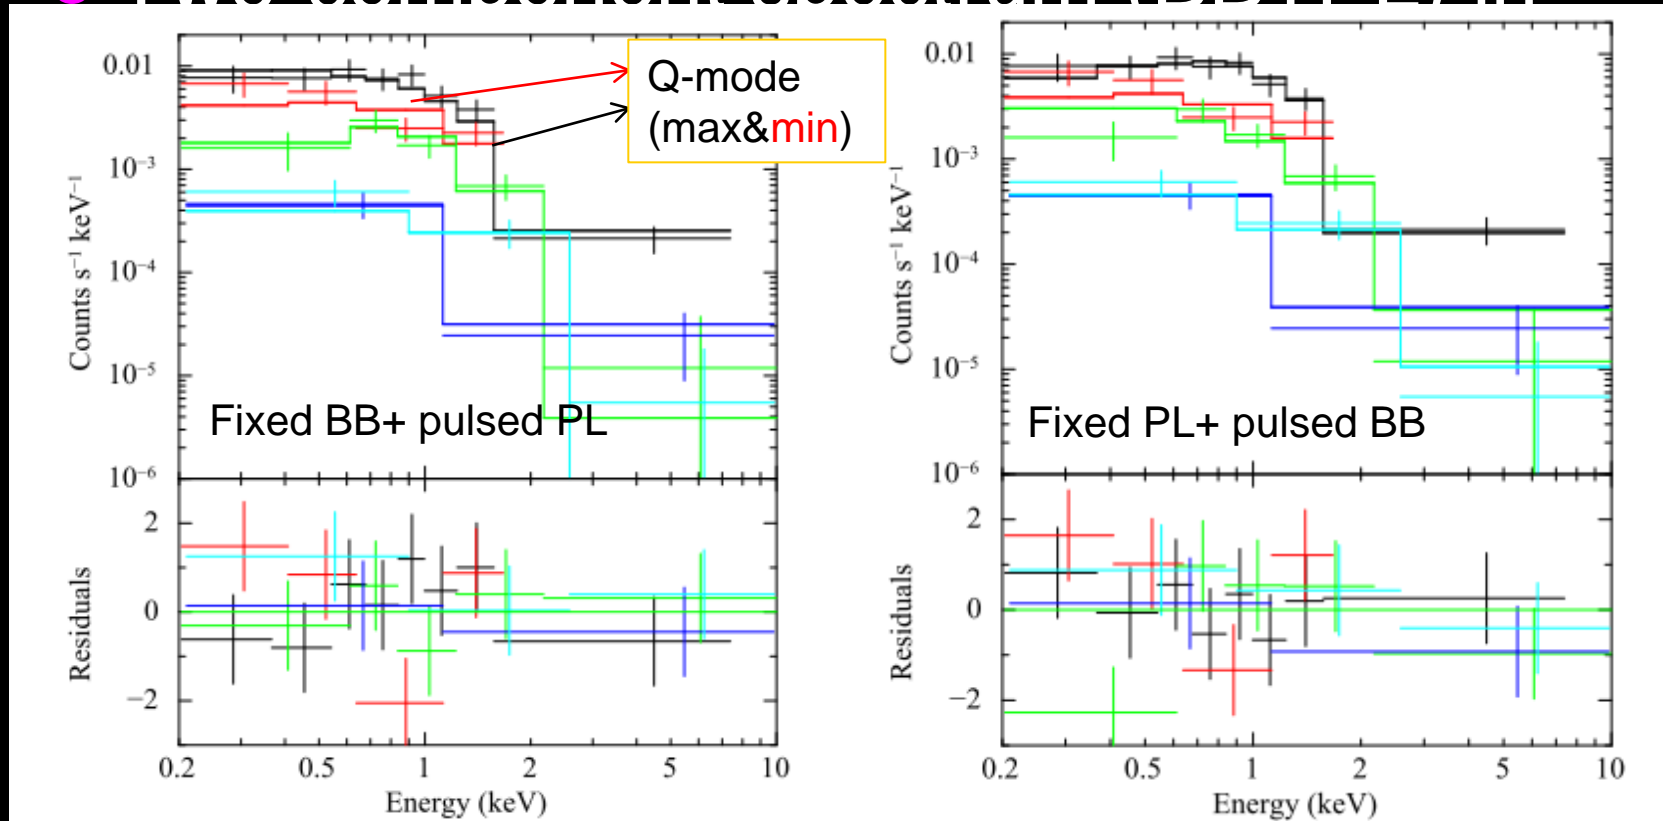 Q-mode
(max&min)
0.01
10⁻³
10⁻⁴
10⁻⁵
10⁻⁶
Counts s⁻¹ keV⁻¹
Fixed BB+ pulsed PL
2
0
−2
Residuals
0.2 0.5 1 2 5 10
Energy (keV)
0.01
10⁻³
10⁻⁴
10⁻⁵
10⁻⁶
Counts s⁻¹ keV⁻¹
Fixed PL+ pulsed BB
2
0
−2
Residuals
0.2 0.5 1 2 5 10
Energy (keV)